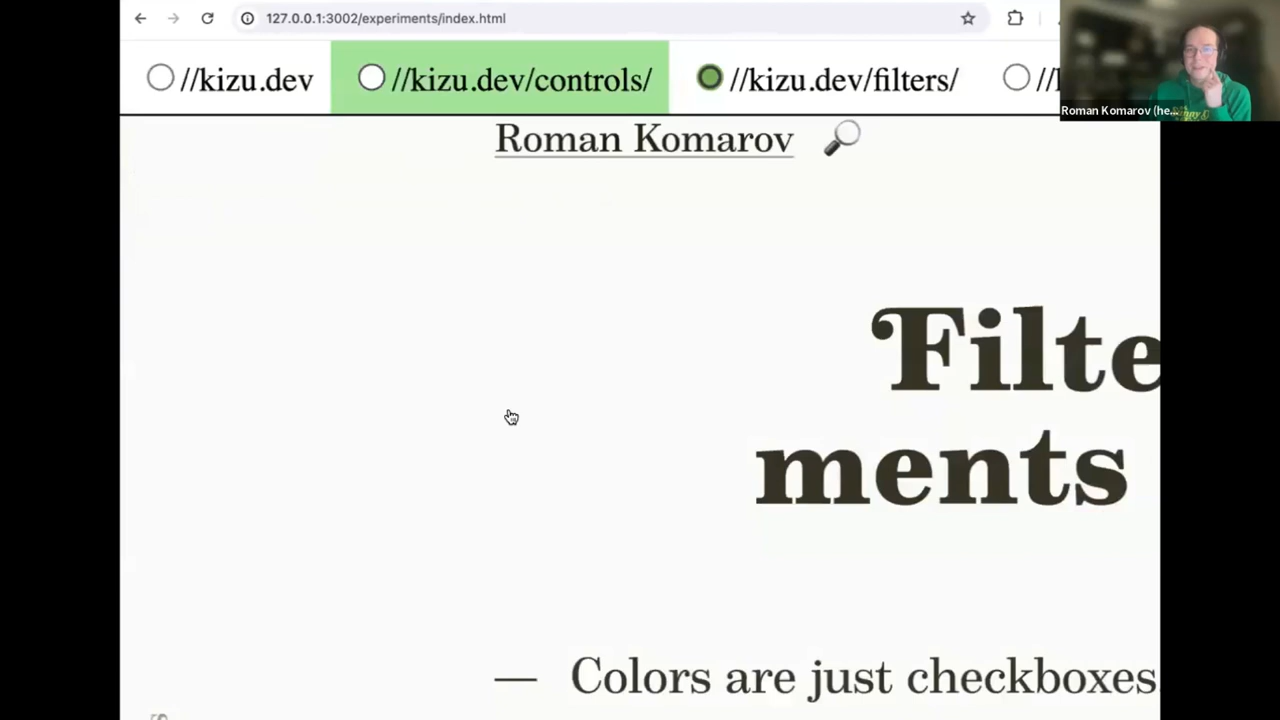 127.0.0.1:3002/experiments/index.html
//kizu.dev
//kizu.dev/controls/
//kizu.dev/filters/
Roman Komarov (he...
Roman Komarov
Filte
ments
— Colors are just checkboxes